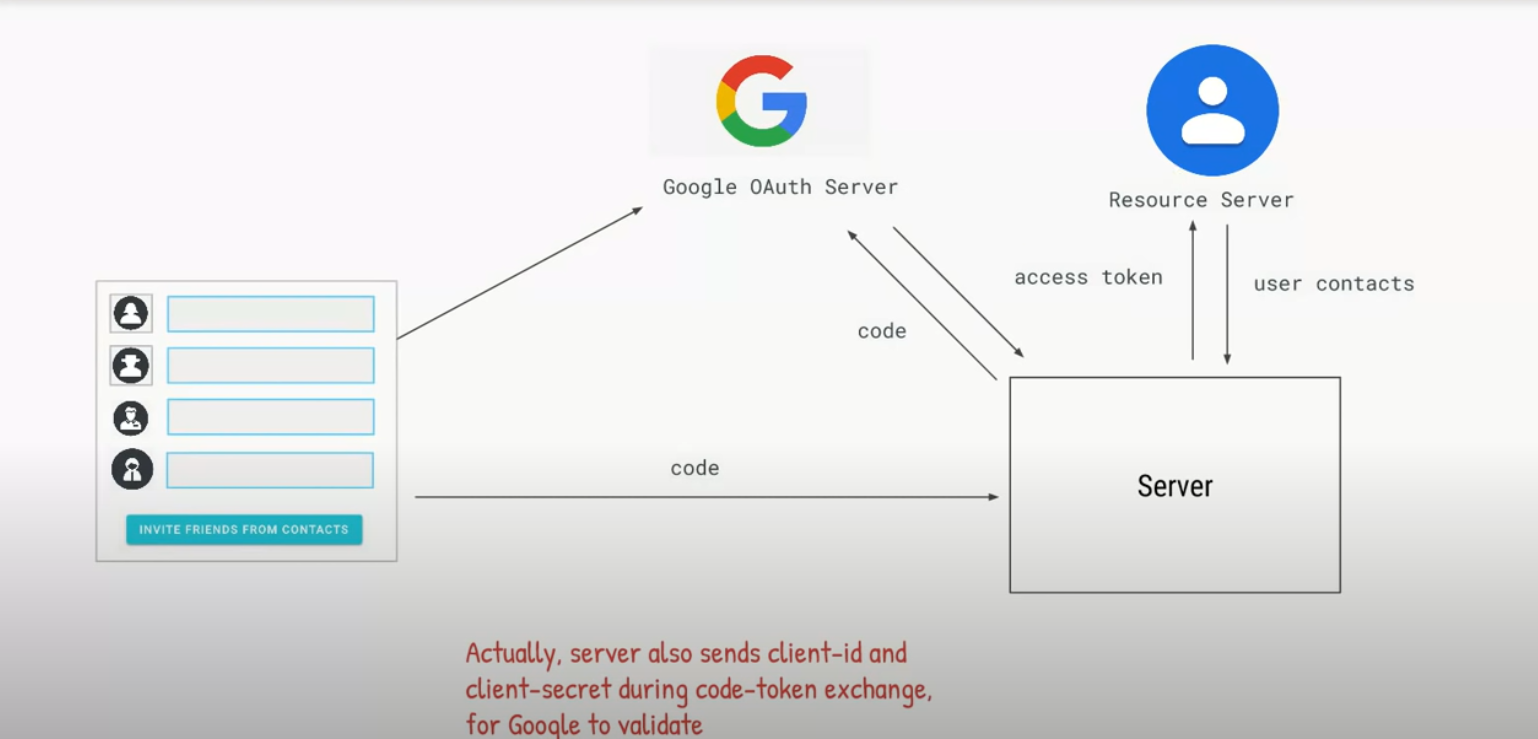 Google OAuth Server
Resource Server
access token
user contacts
code
code
Server
INVITE FRIENDS FROM CONTACTS
Actually, server also sends client-id and
client-secret during code-token exchange,
for Google to validate